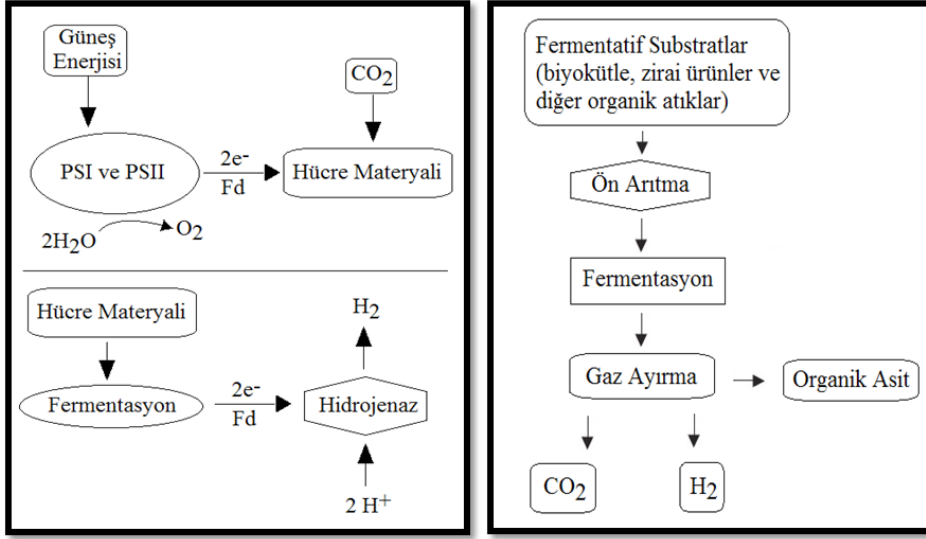 Güneş
Enerjisi
CO₂
PSI ve PSII
2e⁻
Fd
Hücre Materyali
2H₂O
O₂
Hücre Materyali
H₂
Fermentasyon
2e⁻
Fd
Hidrojenaz
2 H⁺
Fermentatif Substratlar
(biyokütle, zirai ürünler ve
diğer organik atıklar)
Ön Arıtma
Fermentasyon
Gaz Ayırma
Organik Asit
CO₂
H₂